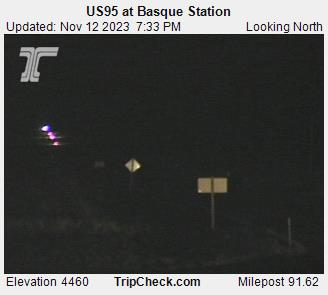 US95 at Basque Station
Updated: Nov 12 2023 7:33 PM Looking North
Elevation 4460 TripCheck.com Milepost 91.62